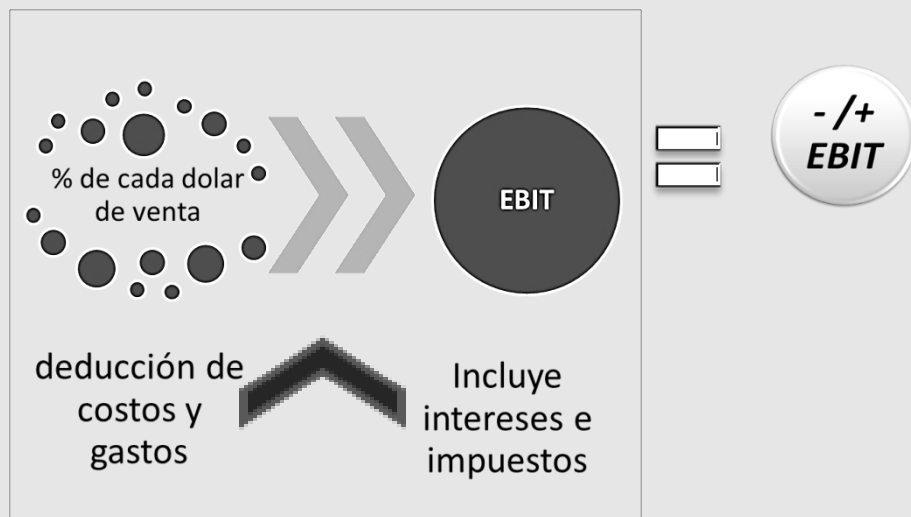 % de cada dolar
de venta
EBIT
- /+
EBIT
deducción de
costos y
gastos
Incluye
intereses e
impuestos